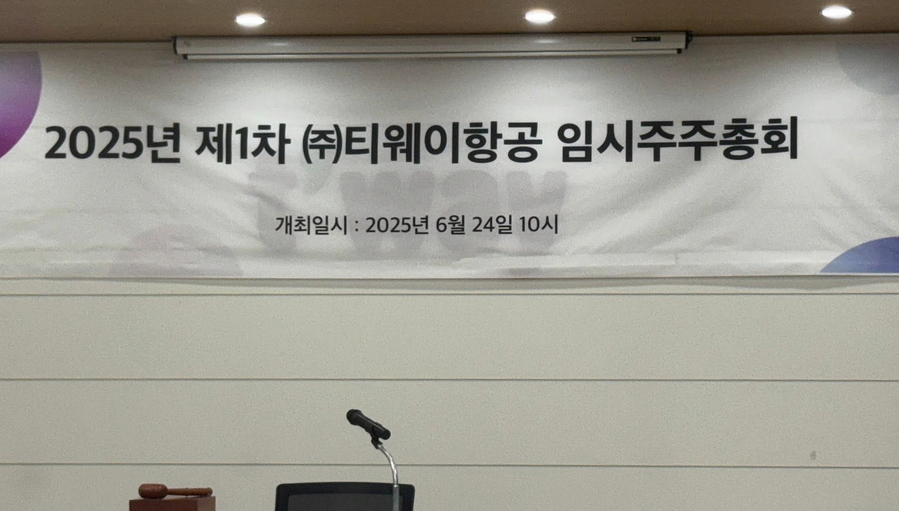 2025년 제1차 ㈜티웨이항공 임시주주총회
t'way
개최일시 : 2025년 6월 24일 10시